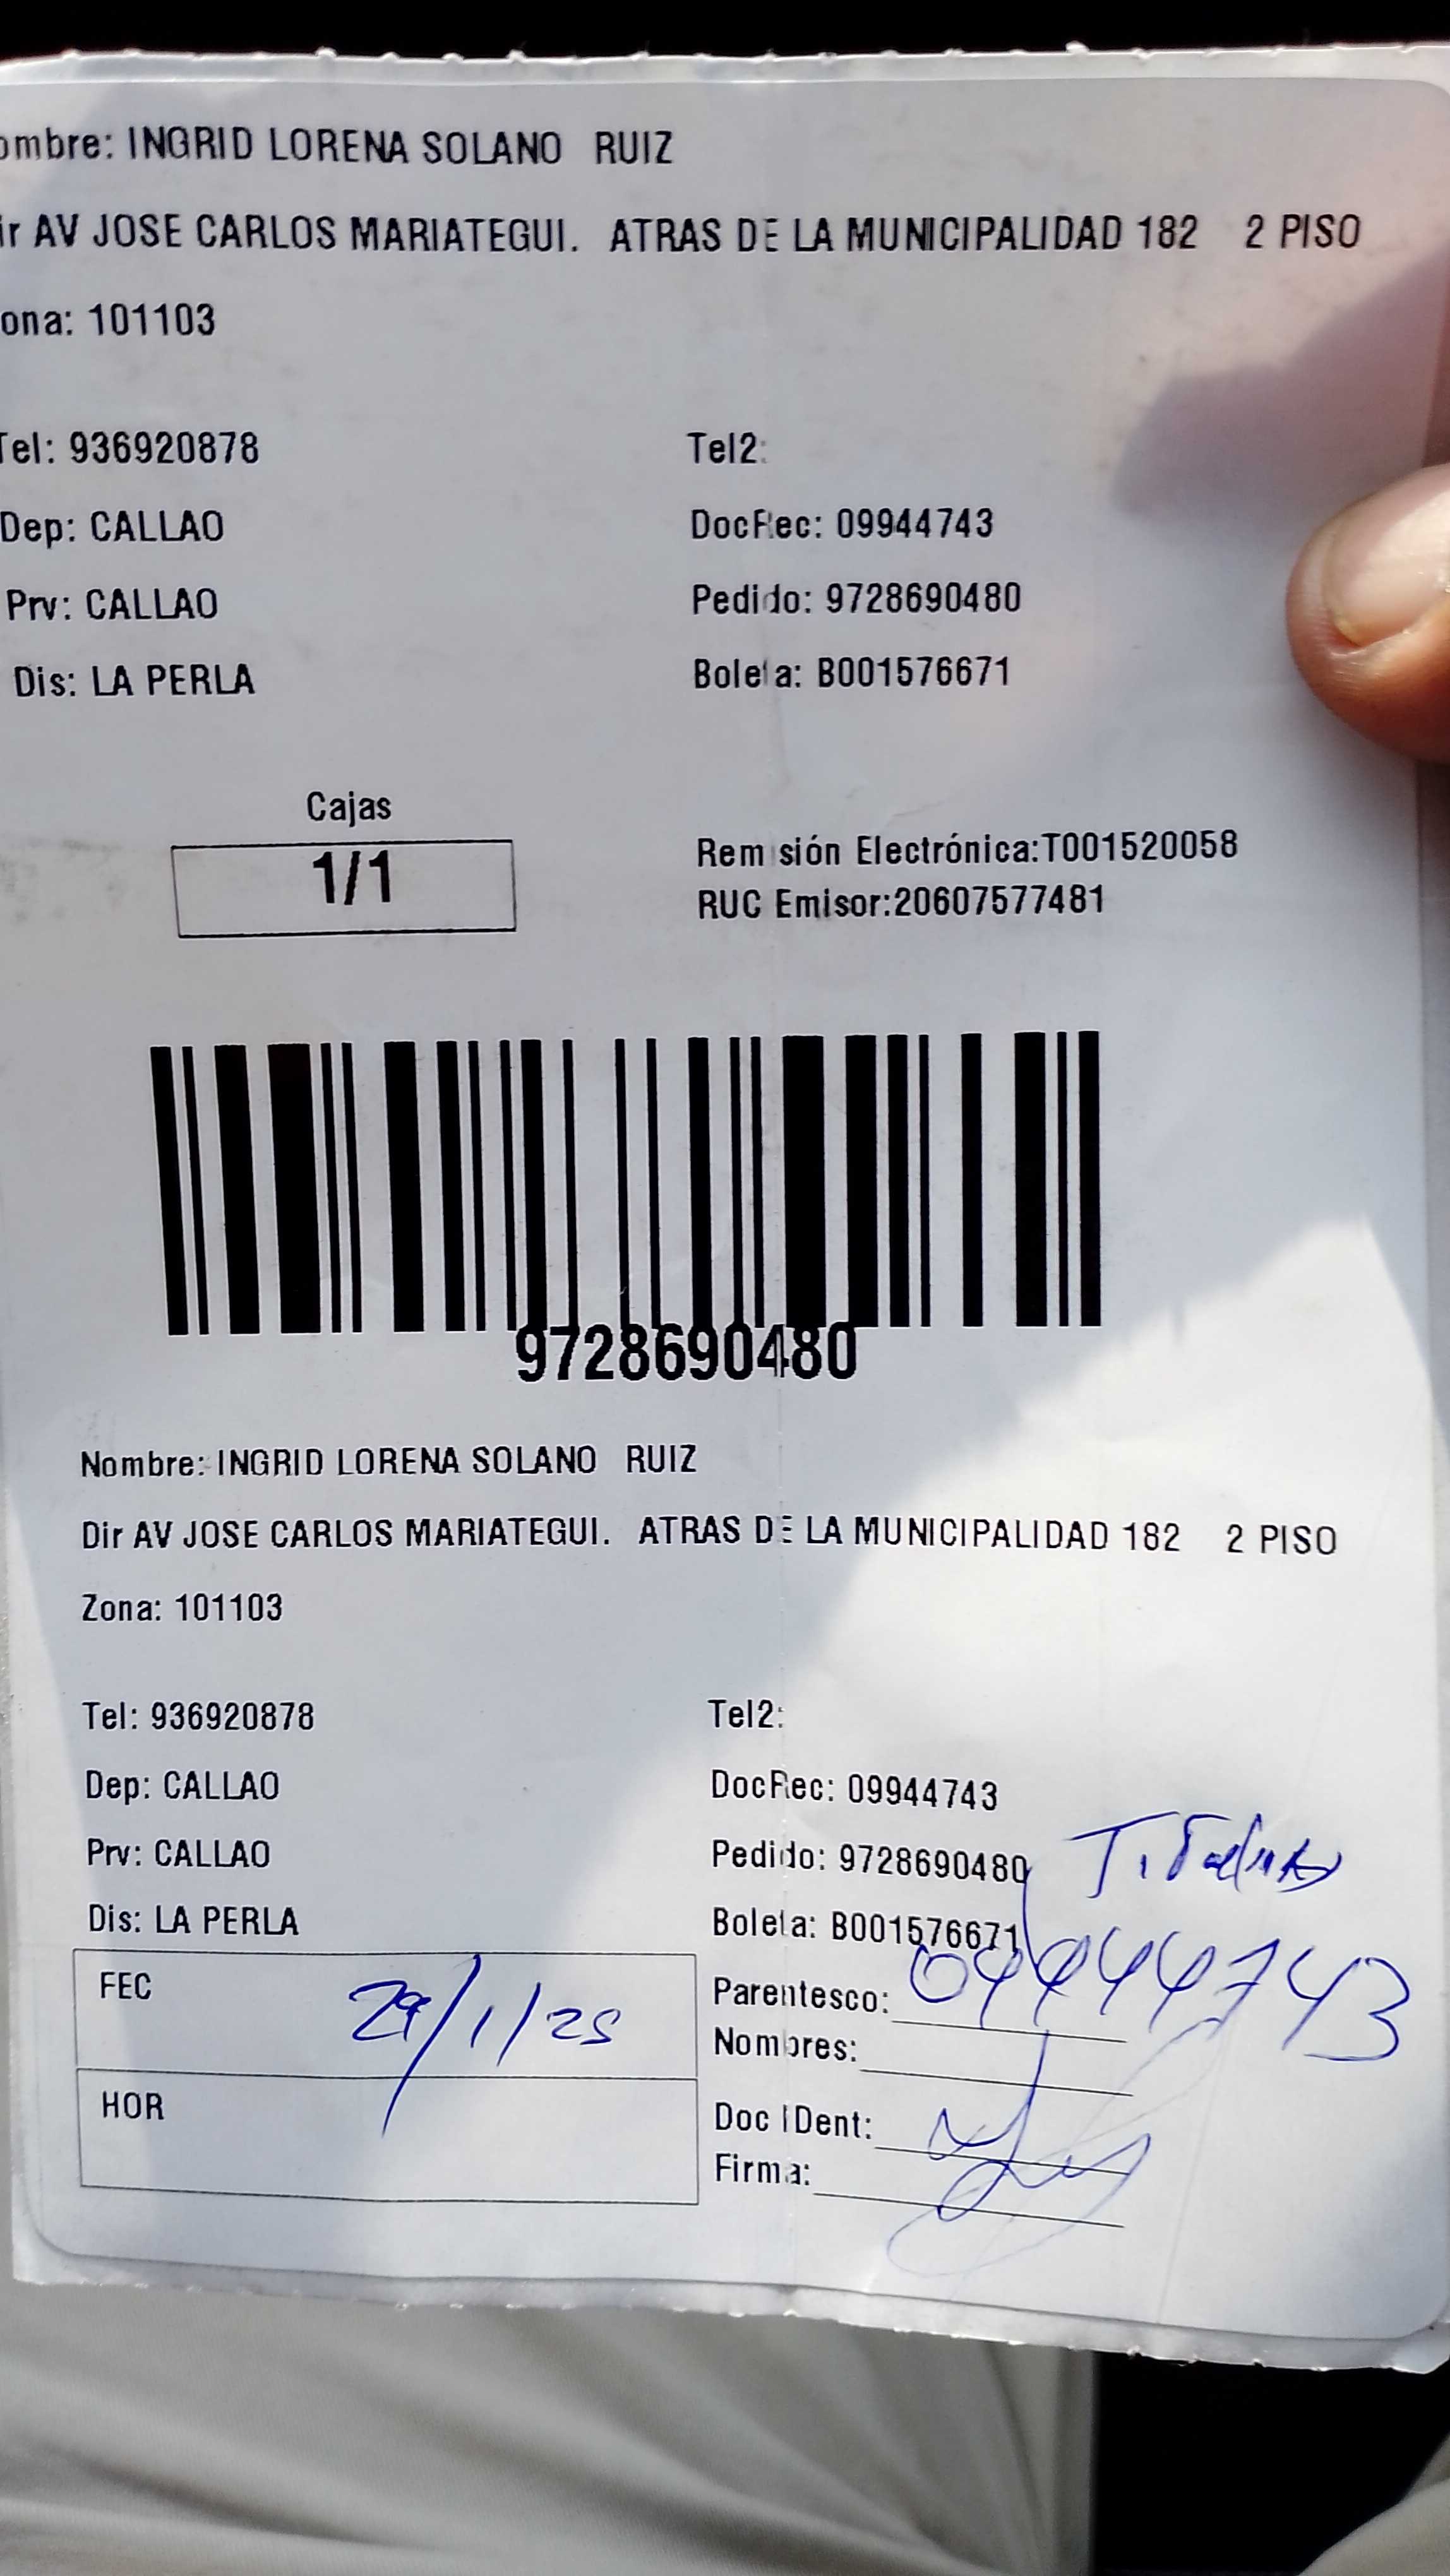 ombre: INGRID LORENA SOLANO RUIZ
ir AV JOSE CARLOS MARIATEGUI. ATRAS DE LA MUNICIPALIDAD 182 2 PISO
ona: 101103
Tel: 936920878 Tel2:
Dep: CALLAO DocRec: 09944743
Prv: CALLAO Pedido: 9728690480
Dis: LA PERLA Boleta: B001576671
Cajas
1/1
Remisión Electrónica:T001520058
RUC Emisor:20607577481
9728690480
Nombre: INGRID LORENA SOLANO RUIZ
Dir AV JOSE CARLOS MARIATEGUI. ATRAS DE LA MUNICIPALIDAD 182 2 PISO
Zona: 101103
Tel: 936920878 Tel2:
Dep: CALLAO DocRec: 09944743
Prv: CALLAO Pedido: 9728690480
Dis: LA PERLA Boleta: B001576671
FEC 29/1/25
Parentesco: 09944743
Nombres:
HOR
Doc IDent:
Firma: